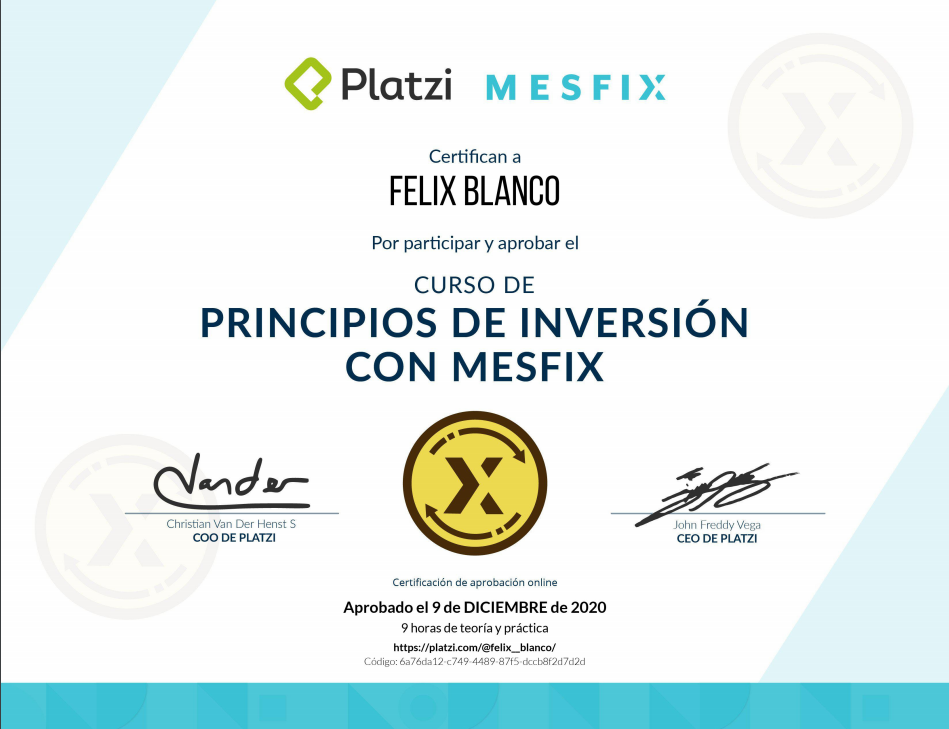 Platzi MESFIX
Certifican a
FELIX BLANCO
Por participar y aprobar el
CURSO DE
PRINCIPIOS DE INVERSIÓN
CON MESFIX
Vander
Christian Van Der Henst S
COO DE PLATZI
John Freddy Vega
CEO DE PLATZI
Certificación de aprobación online
Aprobado el 9 de DICIEMBRE de 2020
9 horas de teoría y práctica
https://platzi.com/@felix__blanco/
Código: 6a76da12-c749-4489-87f5-dccb8f2d7d2d